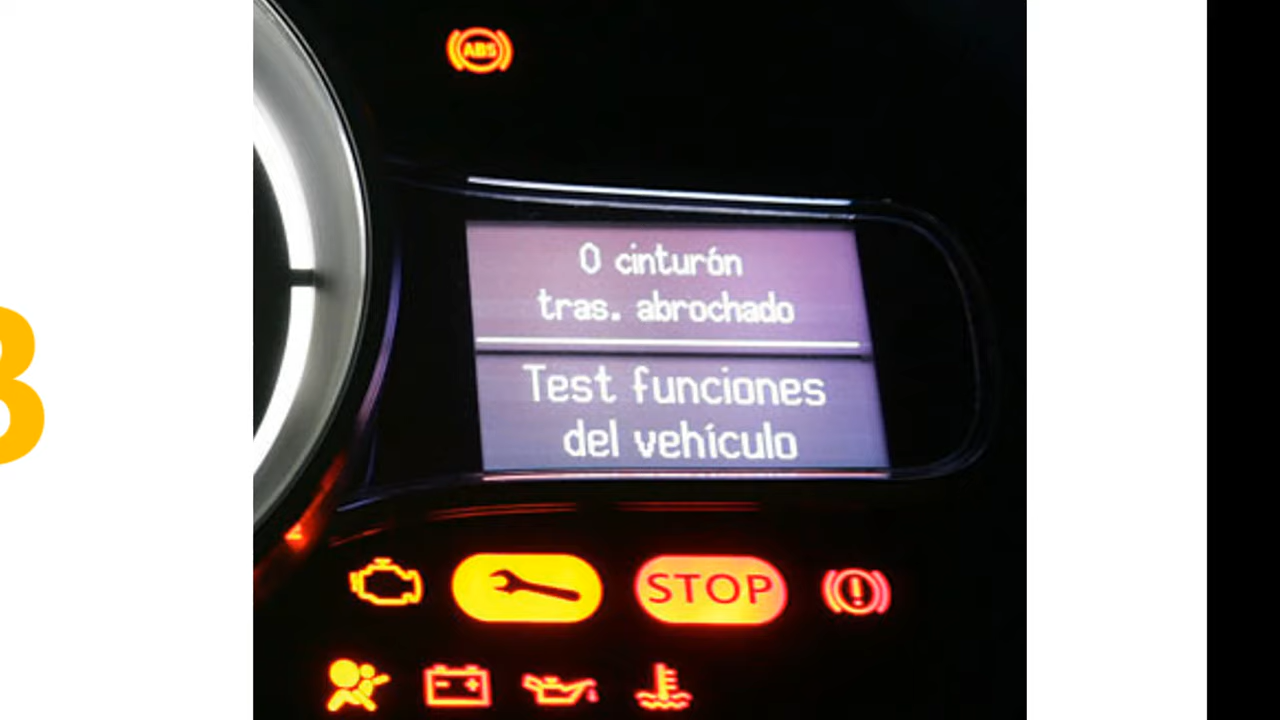 ABS
0 cinturón
tras. abrochado
Test funciones
del vehículo
STOP